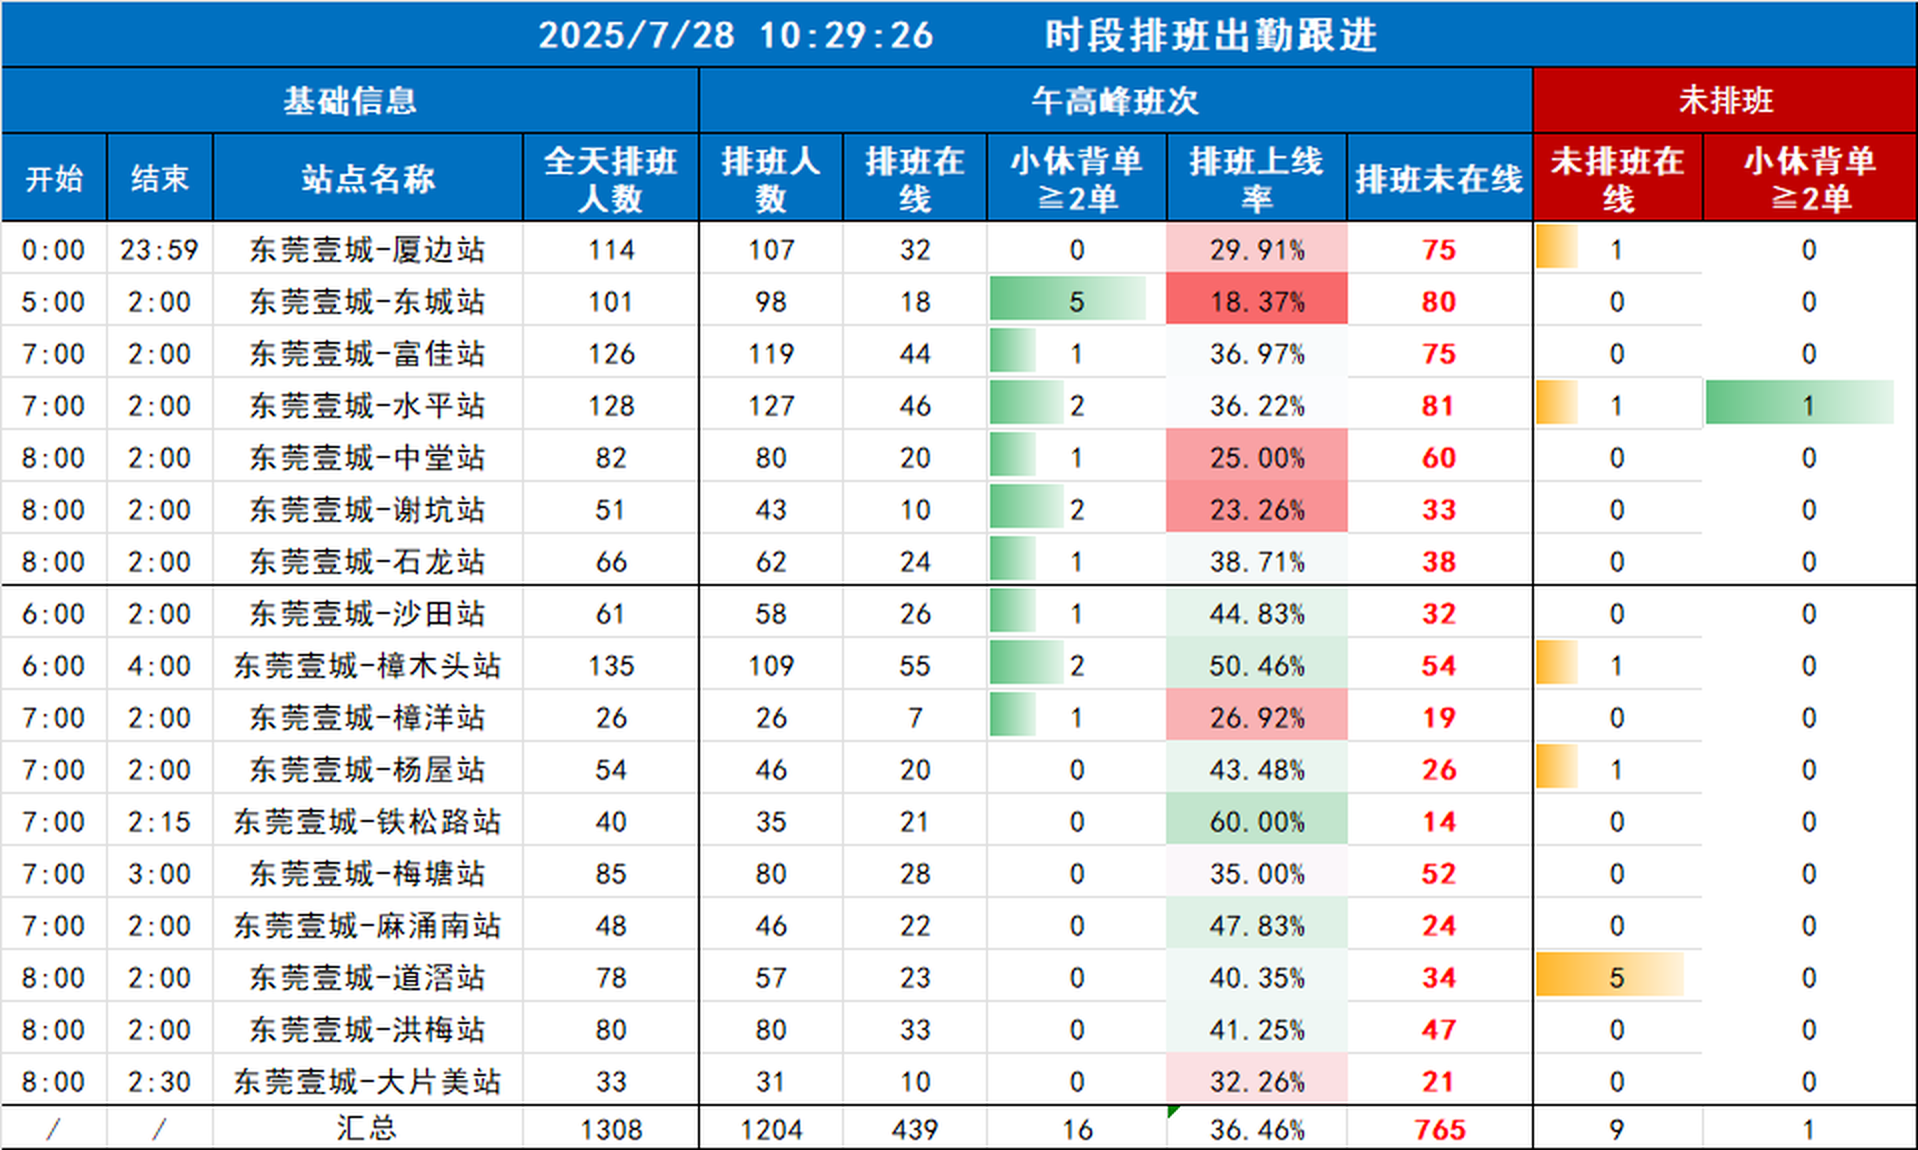 2025/7/28 10:29:26 时段排班出勤跟进
基础信息 午高峰班次 未排班
开始 结束 站点名称 全天排班人数 排班人数 排班在线 小休背单≧2单 排班上线率 排班未在线 未排班在线 小休背单≧2单
0:00 23:59 东莞壹城-厦边站 114 107 32 0 29.91% 75 1 0
5:00 2:00 东莞壹城-东城站 101 98 18 5 18.37% 80 0 0
7:00 2:00 东莞壹城-富佳站 126 119 44 1 36.97% 75 0 0
7:00 2:00 东莞壹城-水平站 128 127 46 2 36.22% 81 1 1
8:00 2:00 东莞壹城-中堂站 82 80 20 1 25.00% 60 0 0
8:00 2:00 东莞壹城-谢坑站 51 43 10 2 23.26% 33 0 0
8:00 2:00 东莞壹城-石龙站 66 62 24 1 38.71% 38 0 0
6:00 2:00 东莞壹城-沙田站 61 58 26 1 44.83% 32 0 0
6:00 4:00 东莞壹城-樟木头站 135 109 55 2 50.46% 54 1 0
7:00 2:00 东莞壹城-樟洋站 26 26 7 1 26.92% 19 0 0
7:00 2:00 东莞壹城-杨屋站 54 46 20 0 43.48% 26 1 0
7:00 2:15 东莞壹城-铁松路站 40 35 21 0 60.00% 14 0 0
7:00 3:00 东莞壹城-梅塘站 85 80 28 0 35.00% 52 0 0
7:00 2:00 东莞壹城-麻涌南站 48 46 22 0 47.83% 24 0 0
8:00 2:00 东莞壹城-道滘站 78 57 23 0 40.35% 34 5 0
8:00 2:00 东莞壹城-洪梅站 80 80 33 0 41.25% 47 0 0
8:00 2:30 东莞壹城-大片美站 33 31 10 0 32.26% 21 0 0
/ / 汇总 1308 1204 439 16 36.46% 765 9 1